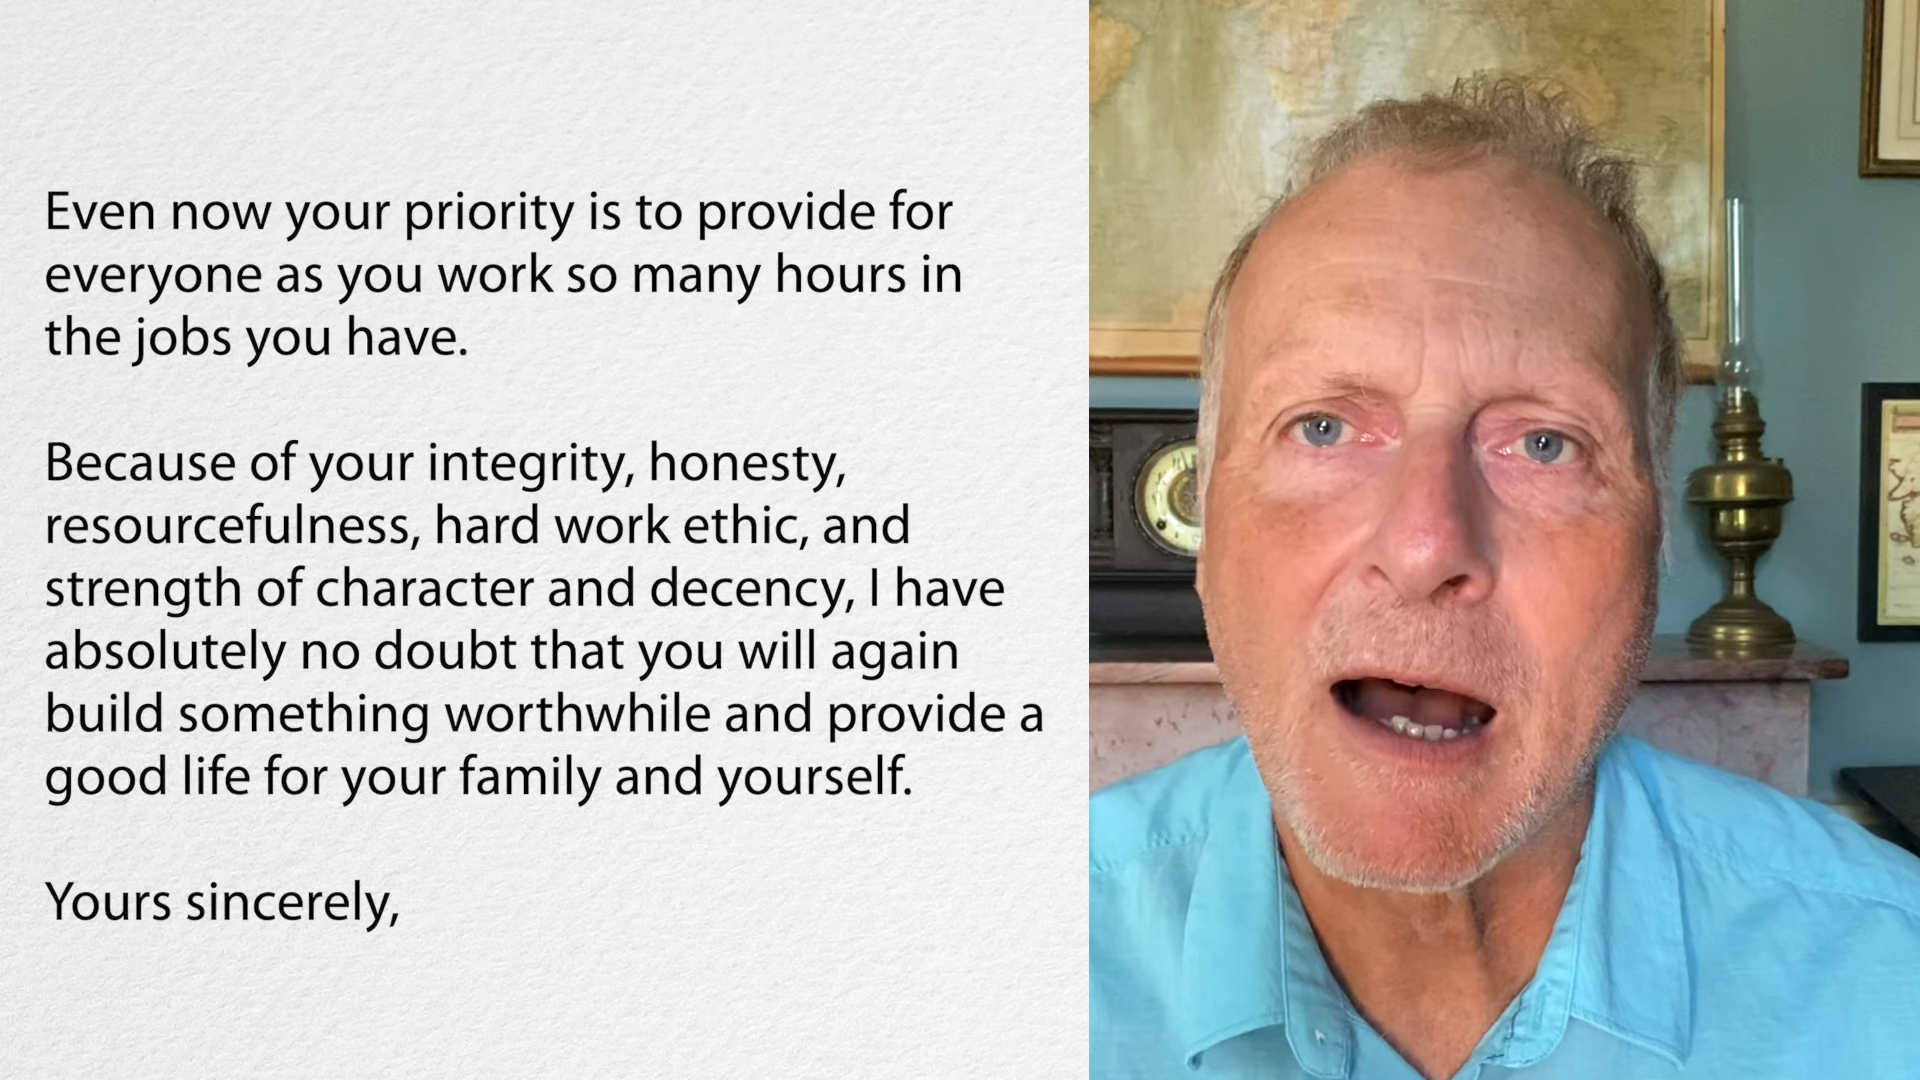 Even now your priority is to provide for
everyone as you work so many hours in
the jobs you have.
Because of your integrity, honesty,
resourcefulness, hard work ethic, and
strength of character and decency, I have
absolutely no doubt that you will again
build something worthwhile and provide a
good life for your family and yourself.
Yours sincerely,